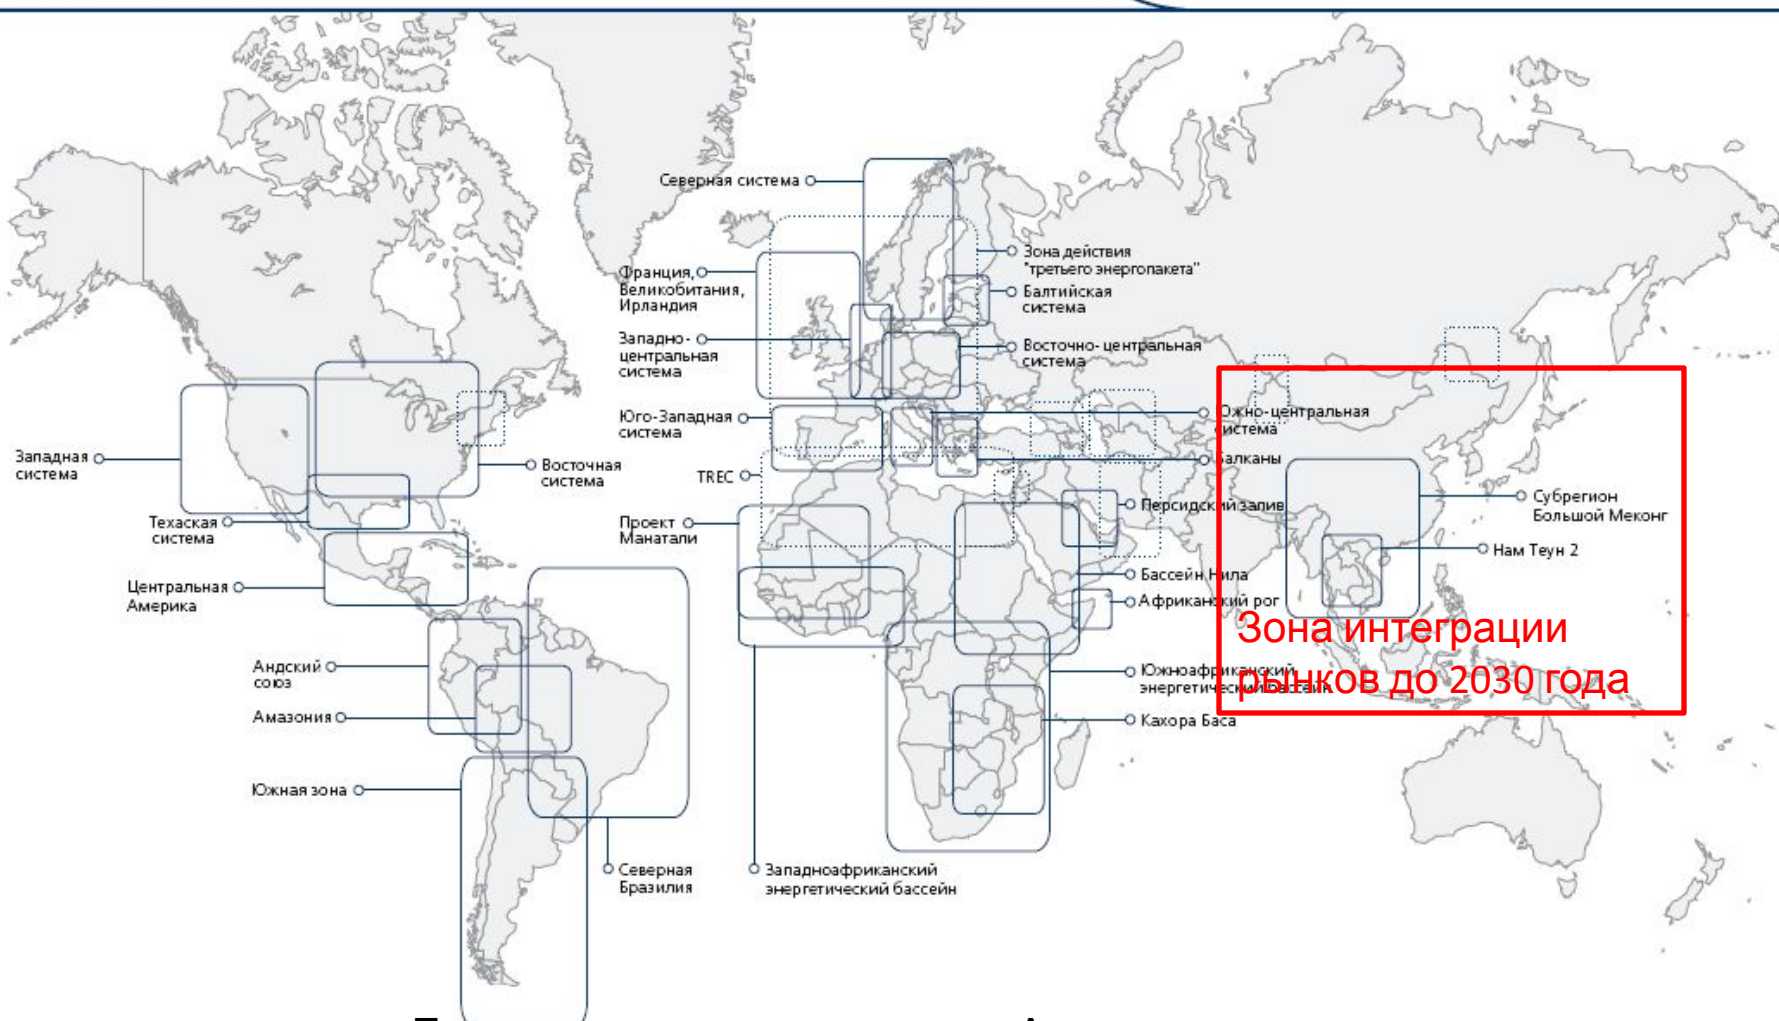 Северная система
Франция,
Великобитания,
Ирландия
Западно-
центральная
система
Юго-Западная
система
TREC
Проект
Манатали
Зона действия
"третьего энергопакета"
Балтийская
система
Восточно-центральная
система
Южно-центральная
система
Балканы
Персидский залив
Бассейн Нила
Африканский рог
Южноафриканский
энергетический бассейн
Кахора Баса
Западная
система
Восточная
система
Техаская
система
Центральная
Америка
Андский
союз
Амазония
Южная зона
Северная
Бразилия
Западноафриканский
энергетический бассейн
Субрегион
Большой Меконг
Нам Теун 2
Зона интеграции
рынков до 2030 года